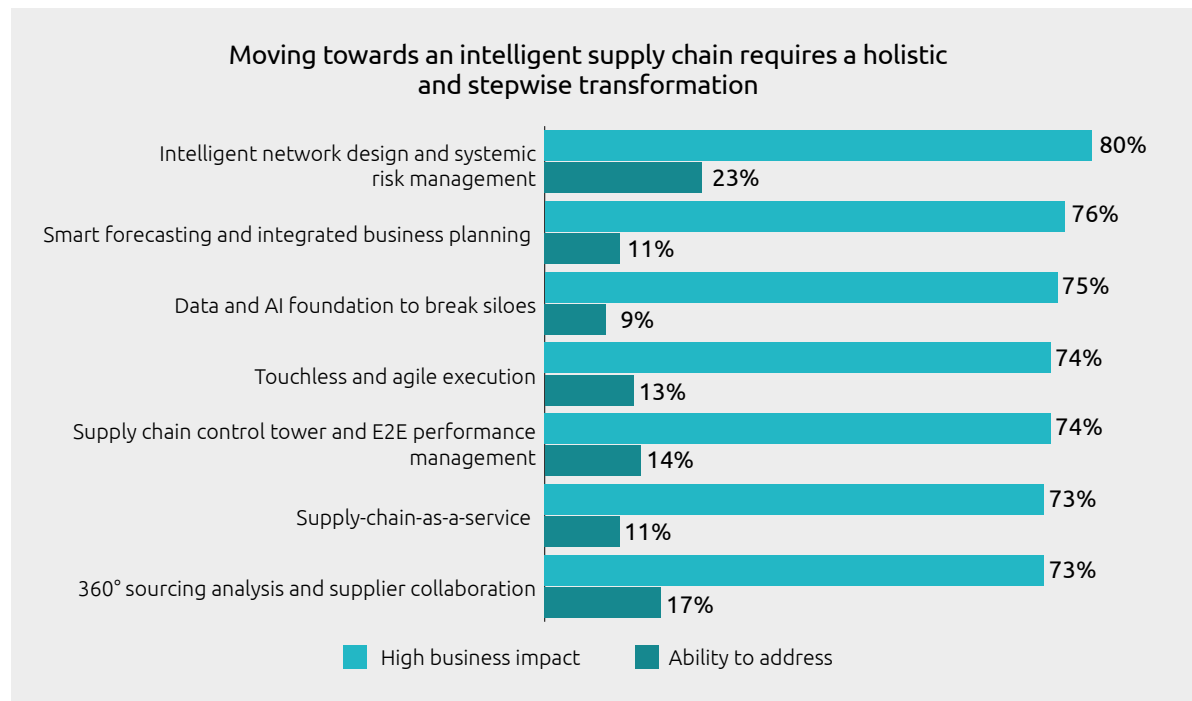 Moving towards an intelligent supply chain requires a holistic
and stepwise transformation
Intelligent network design and systemic
risk management
80%
23%
Smart forecasting and integrated business planning
76%
11%
Data and AI foundation to break siloes
75%
9%
Touchless and agile execution
74%
13%
Supply chain control tower and E2E performance
management
74%
14%
Supply-chain-as-a-service
73%
11%
360° sourcing analysis and supplier collaboration
73%
17%
High business impact
Ability to address